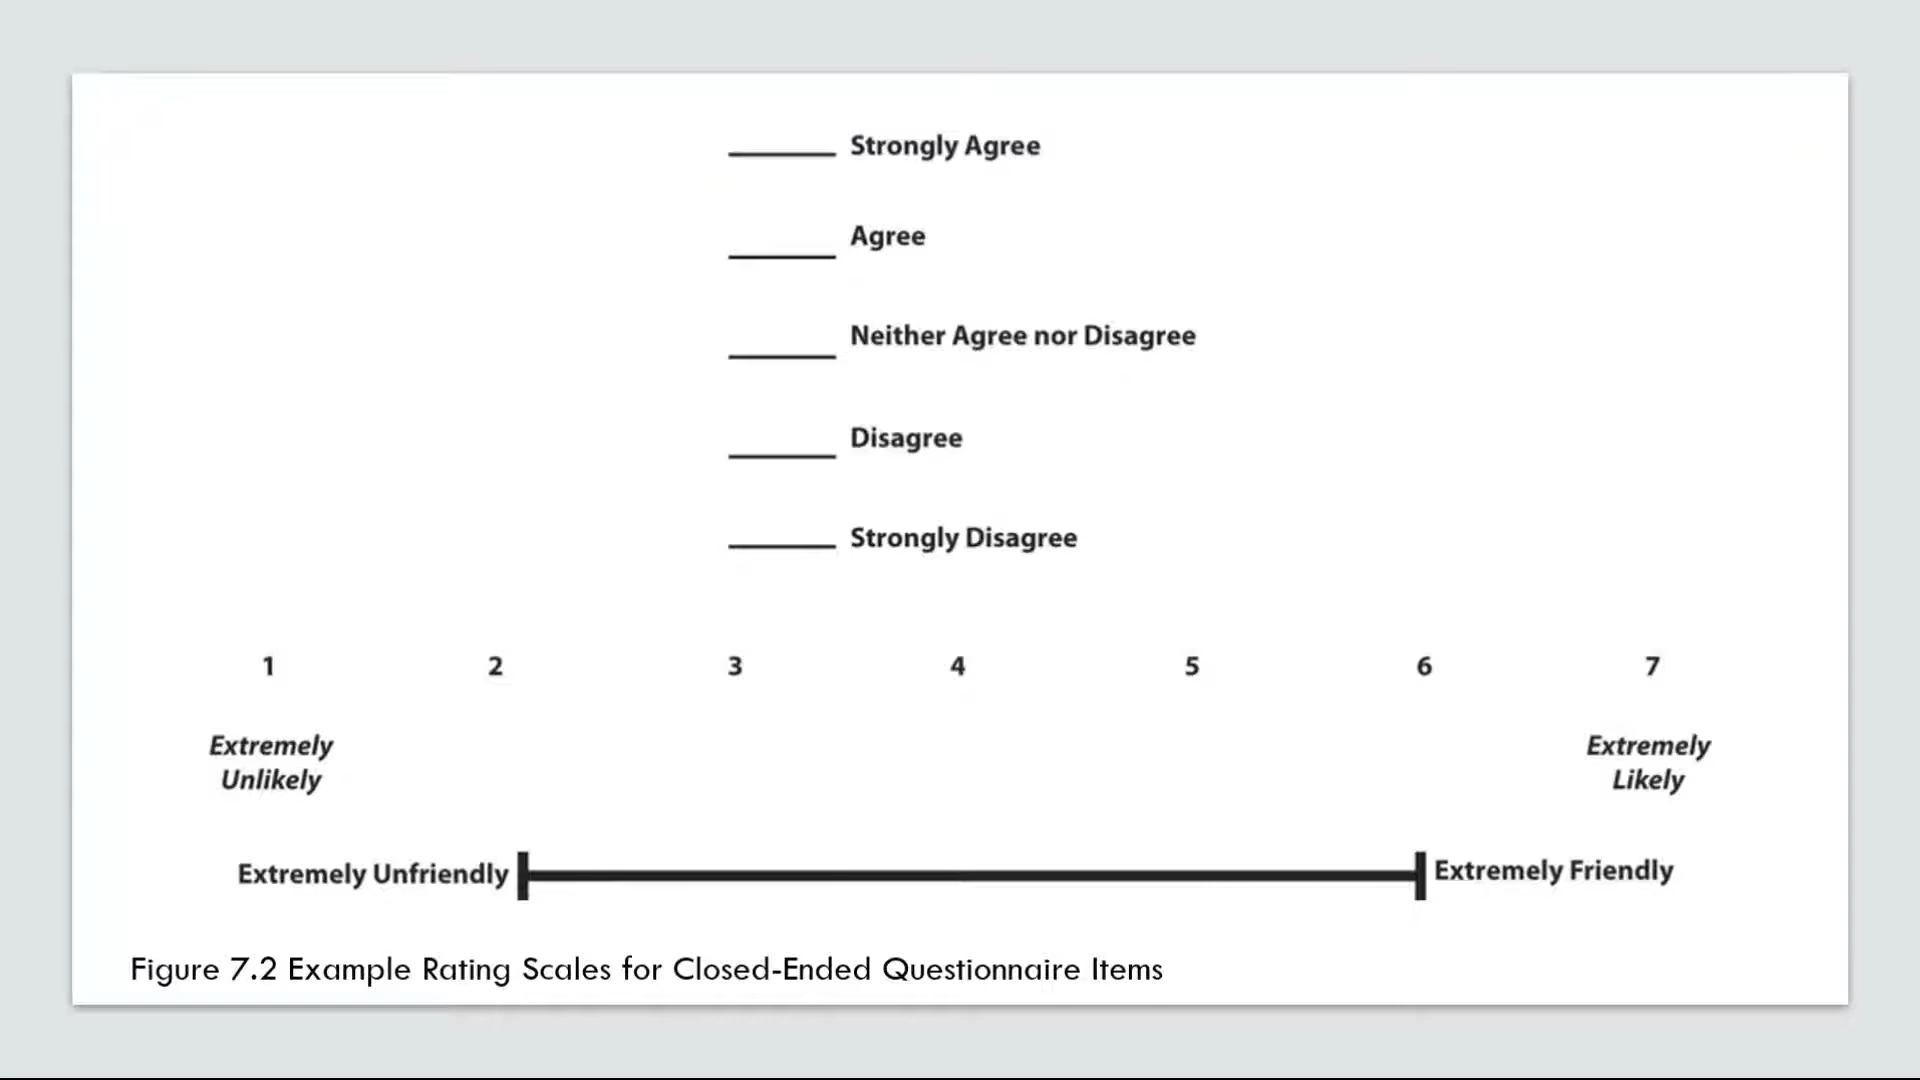 Strongly Agree
Agree
Neither Agree nor Disagree
Disagree
Strongly Disagree
1 2 3 4 5 6 7
Extremely Unlikely
Extremely Likely
Extremely Unfriendly Extremely Friendly
Figure 7.2 Example Rating Scales for Closed-Ended Questionnaire Items